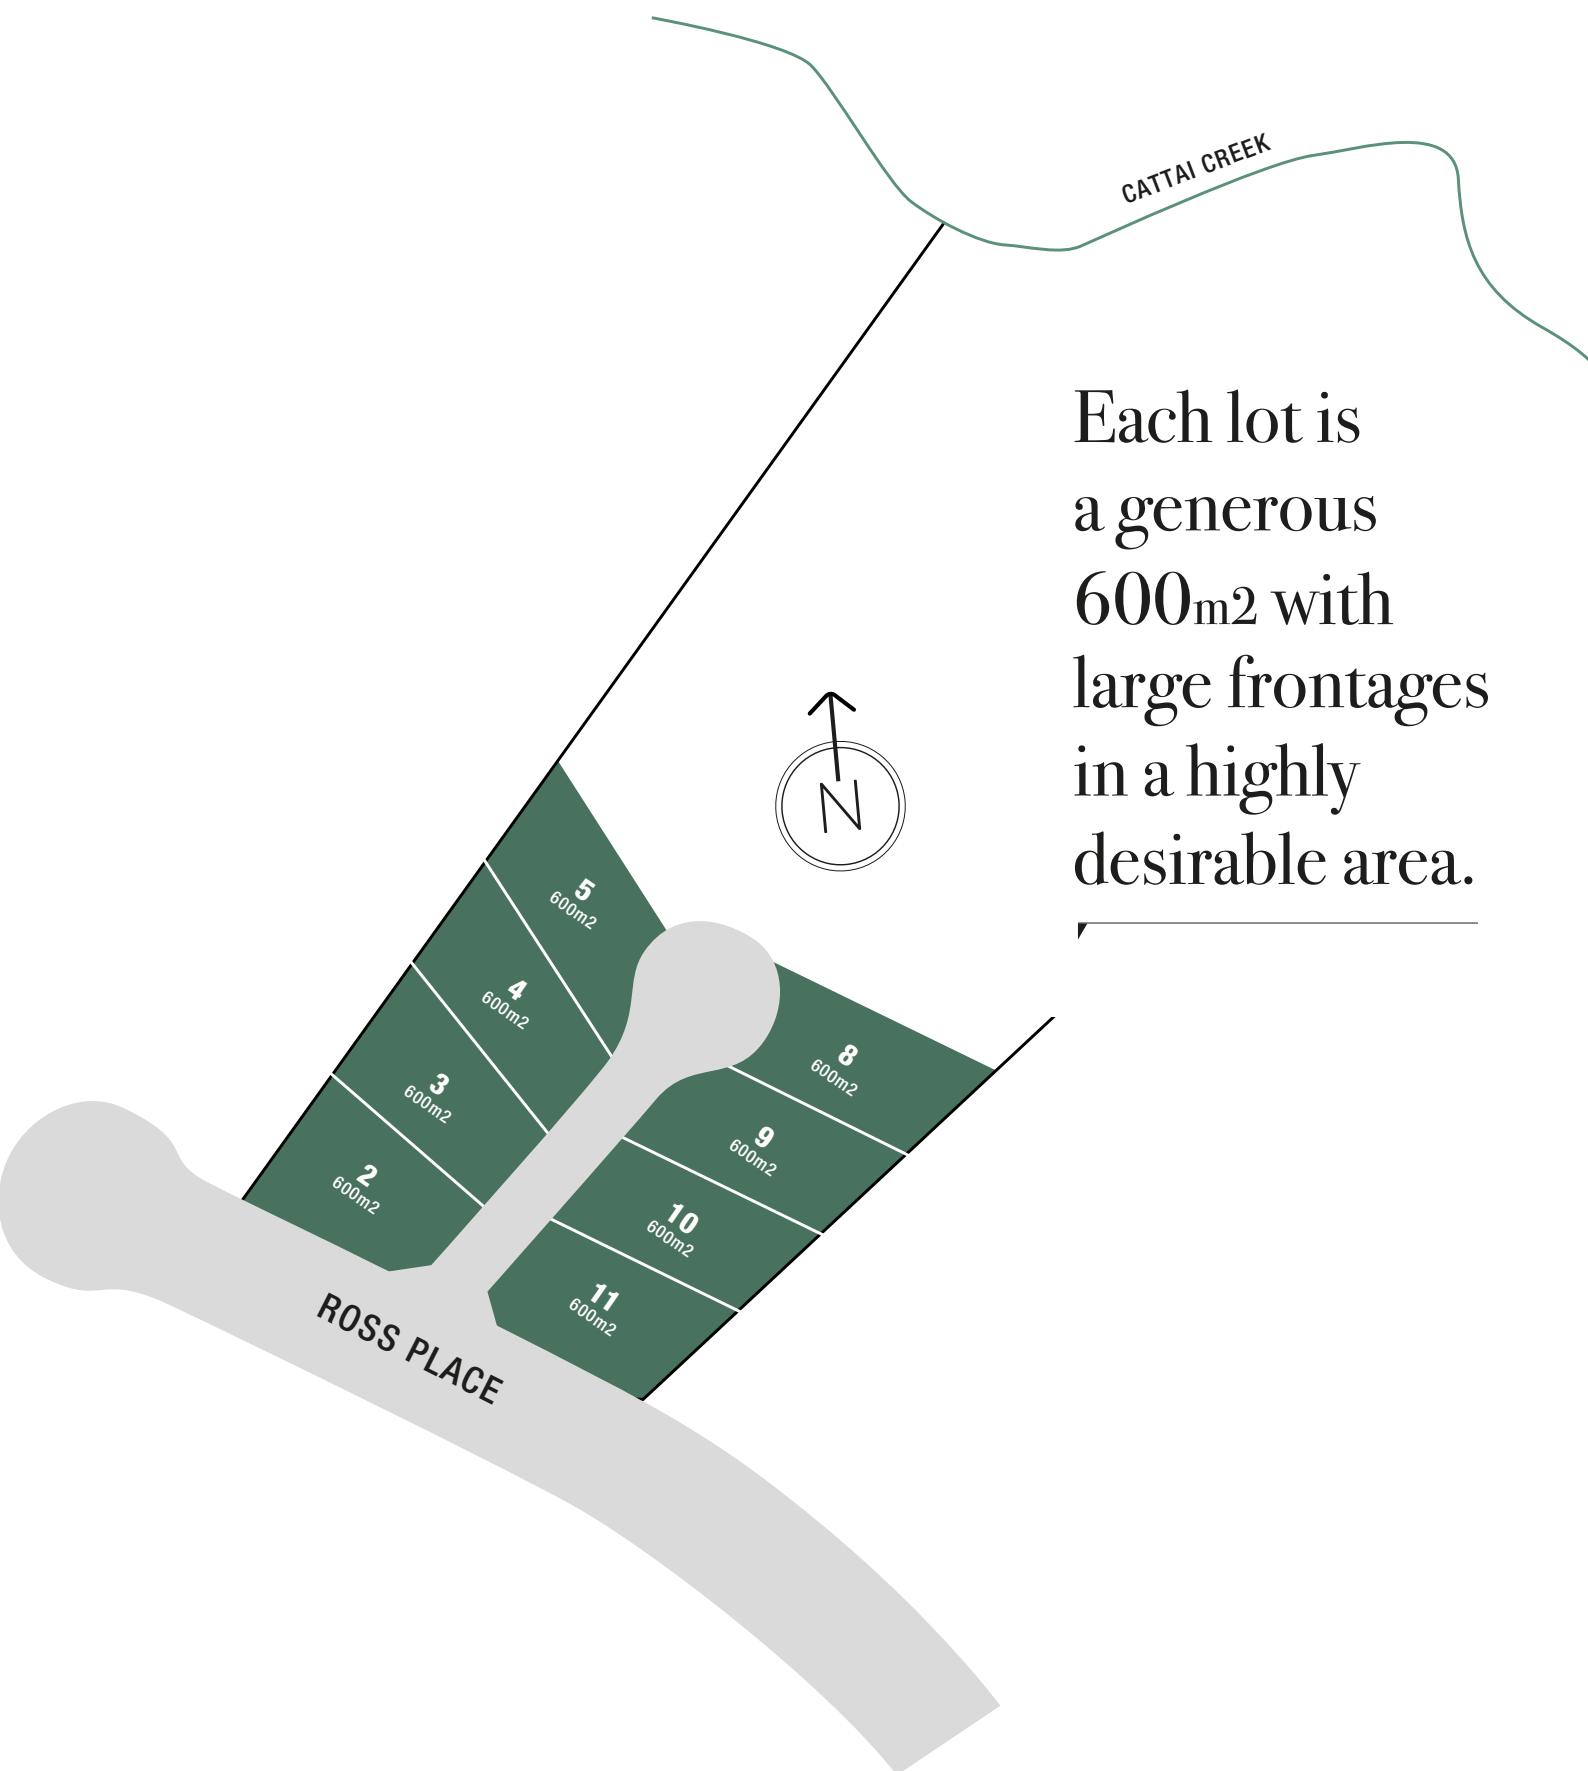 CATTAI CREEK
Each lot is
a generous
600m2 with
large frontages
in a highly
desirable area.
N
5
600m2
4
600m2
3
600m2
2
600m2
8
600m2
9
600m2
10
600m2
11
600m2
ROSS PLACE